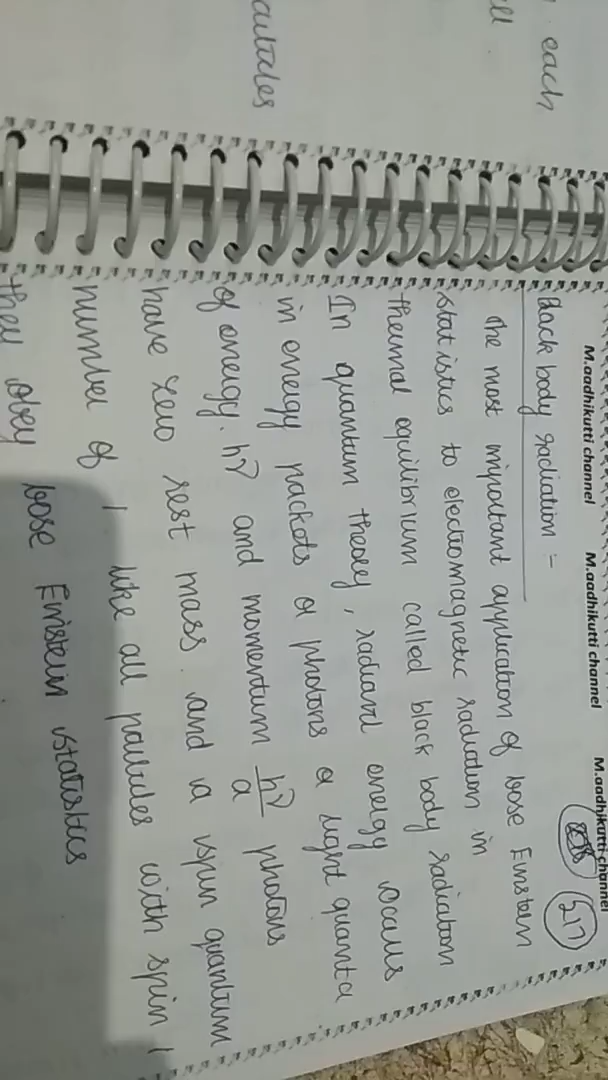 M.aadhikutti channel M.aadhikutti channel M.aadhikutti channel
517
Black body radiation :-
The most important application of bose Einstein
statistics to electromagnetic radiation in
thermal equilibrium called black body radiation
In quantum theory, radiant energy occurs
in energy packets a photons a light quanta
of energy. hν and momentum hν/a photons
have zero rest mass. and a spin quantum
number of 1 like all particles with spin 1
they obey bose Einstein statistics
each